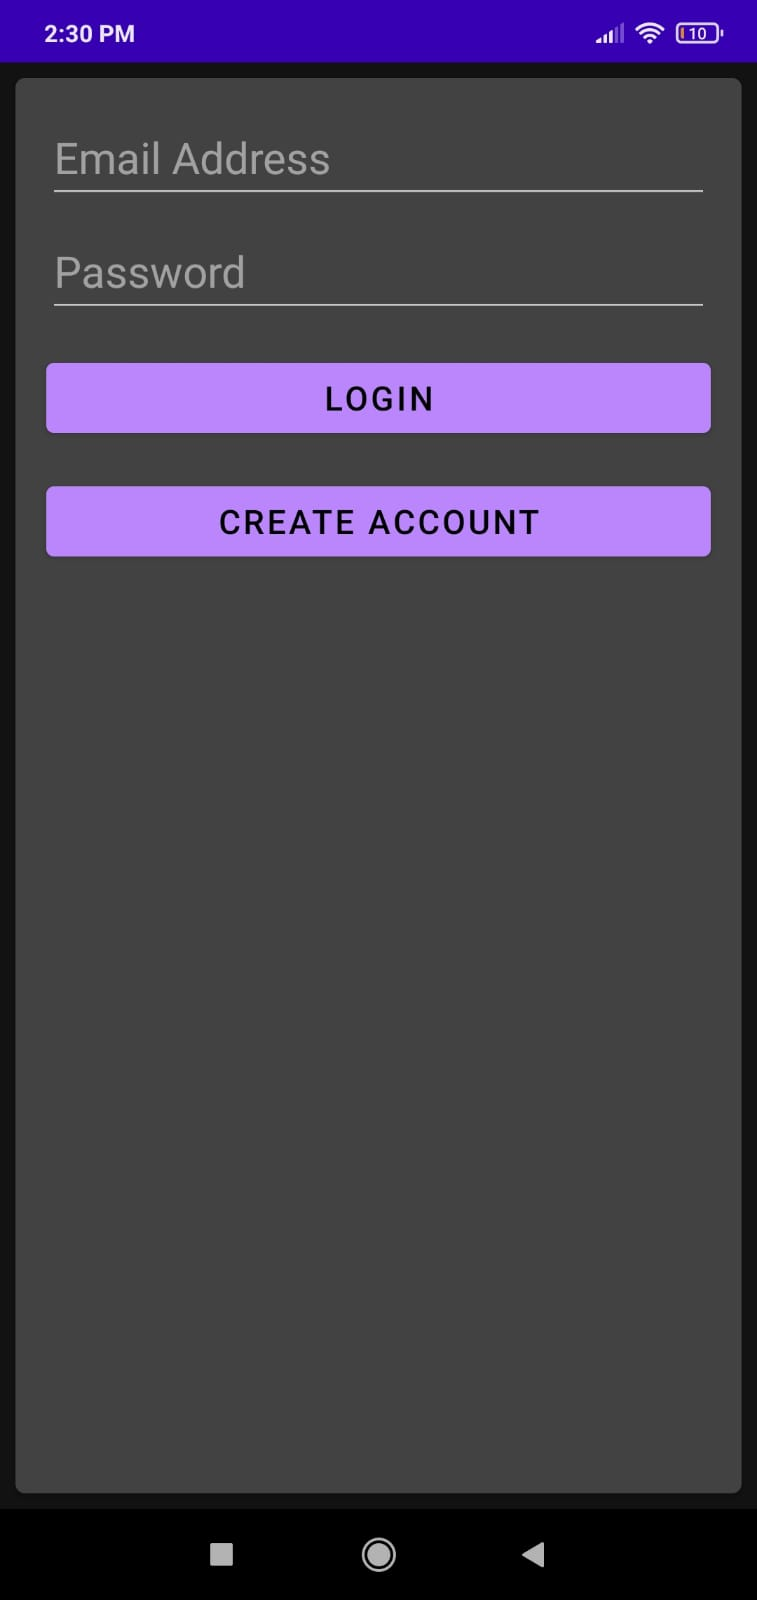 2:30 PM
10
Email Address
Password
LOGIN
CREATE ACCOUNT